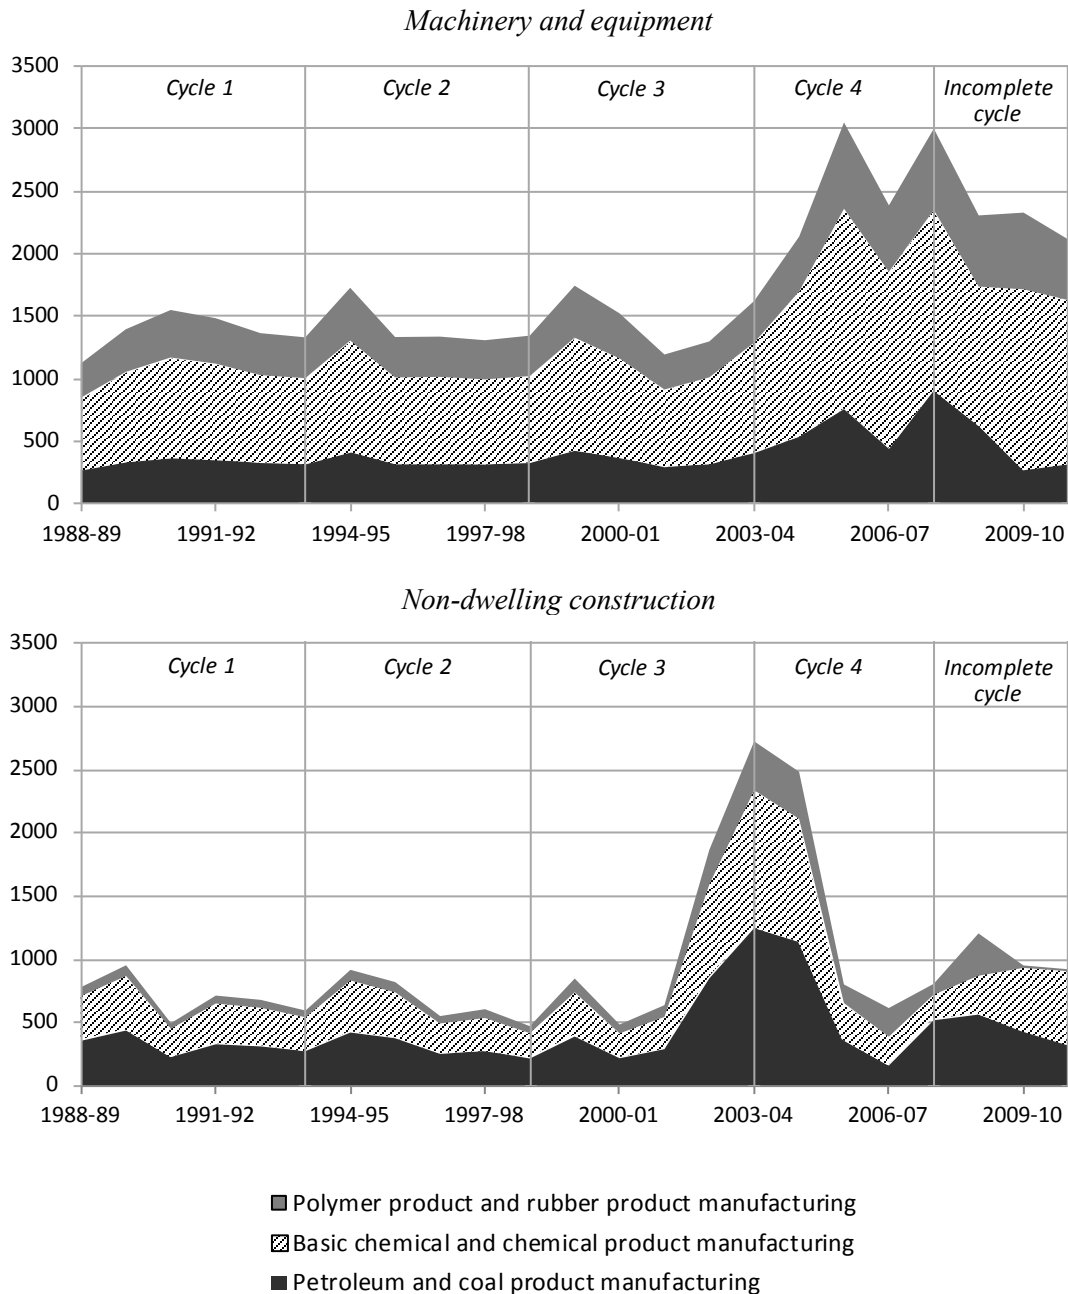 Machinery and equipment
3500
Cycle 1 Cycle 2 Cycle 3 Cycle 4 Incomplete
cycle
3000
2500
2000
1500
1000
500
0
1988-89 1991-92 1994-95 1997-98 2000-01 2003-04 2006-07 2009-10
Non-dwelling construction
3500
Cycle 1 Cycle 2 Cycle 3 Cycle 4 Incomplete
cycle
3000
2500
2000
1500
1000
500
0
1988-89 1991-92 1994-95 1997-98 2000-01 2003-04 2006-07 2009-10
Polymer product and rubber product manufacturing
Basic chemical and chemical product manufacturing
Petroleum and coal product manufacturing